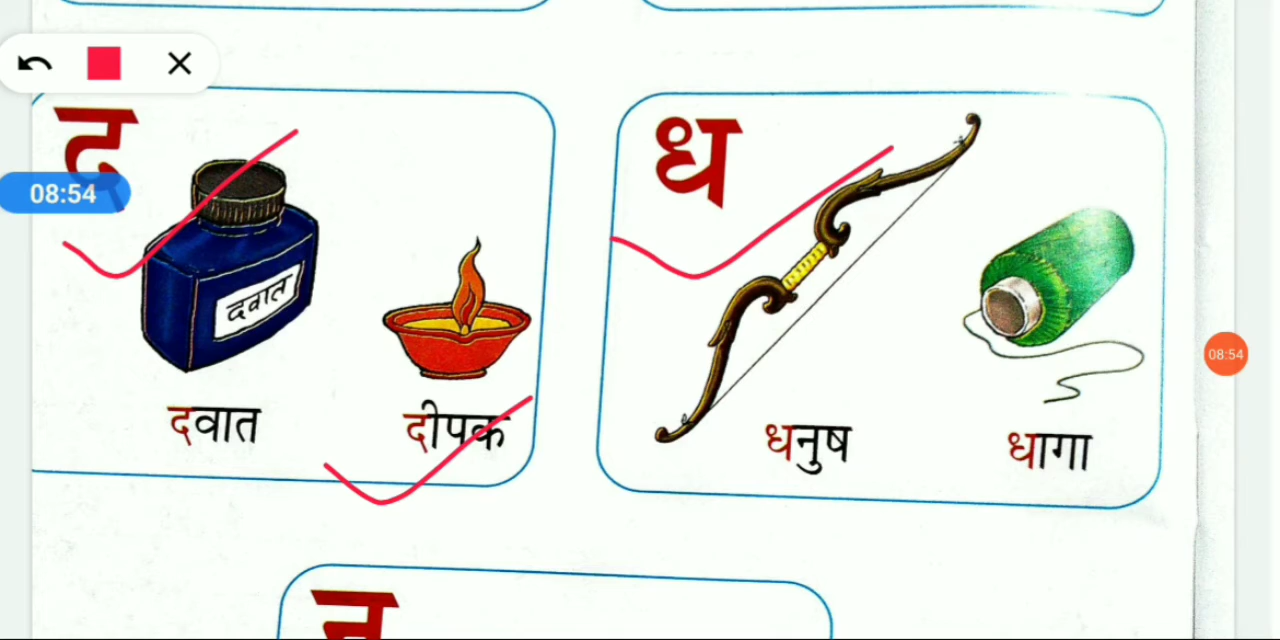 08:54
द
दवात
दवात
दीपक
ध
धनुष
धागा
08:54